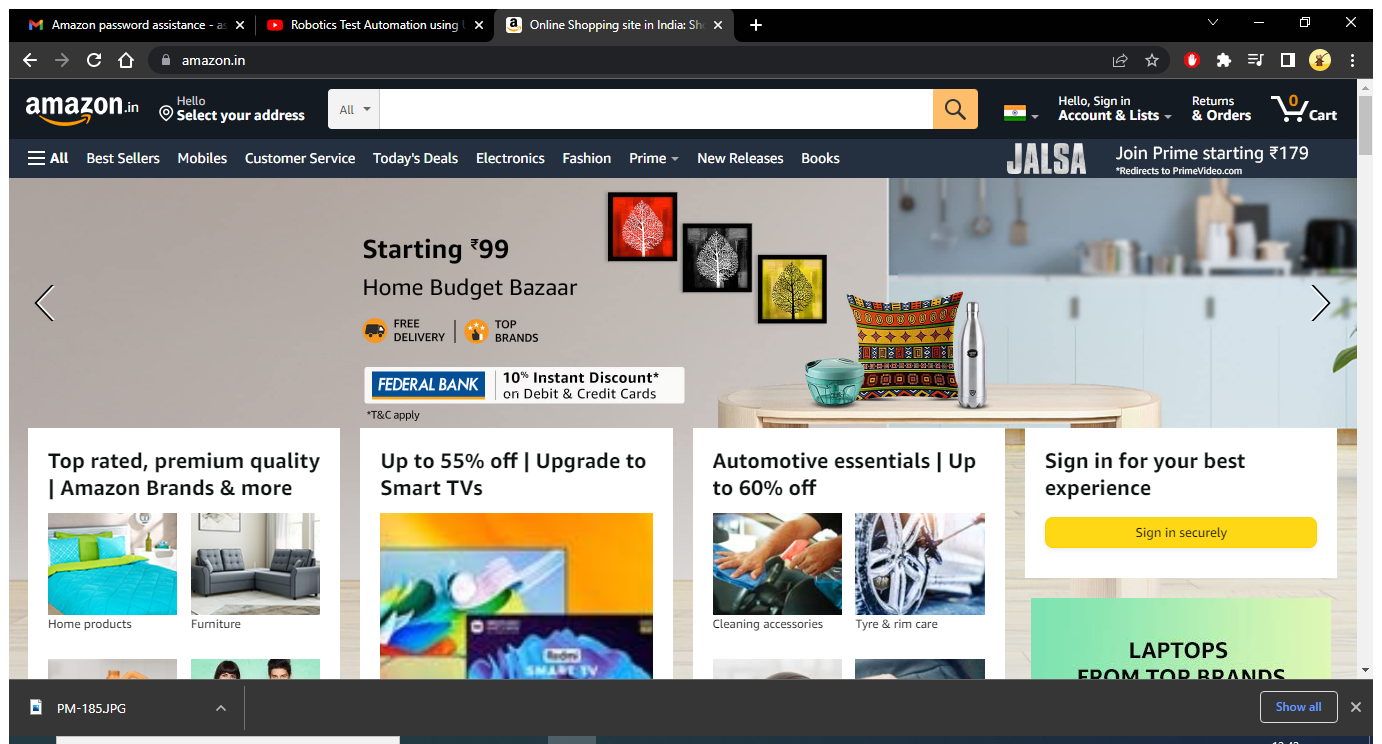 Amazon password assistance - as
Robotics Test Automation using
Online Shopping site in India: Sho
amazon.in
amazon.in
Hello
Select your address
All
Hello, Sign in
Account & Lists
Returns
& Orders
0
Cart
All
Best Sellers
Mobiles
Customer Service
Today's Deals
Electronics
Fashion
Prime
New Releases
Books
JALSA
Join Prime starting ₹179
*Redirects to PrimeVideo.com
Starting ₹99
Home Budget Bazaar
FREE
DELIVERY
TOP
BRANDS
FEDERAL BANK
10% Instant Discount*
on Debit & Credit Cards
*T&C apply
Top rated, premium quality
| Amazon Brands & more
Home products
Furniture
Up to 55% off | Upgrade to
Smart TVs
Redmi
SMART TV
Automotive essentials | Up
to 60% off
Cleaning accessories
Tyre & rim care
Sign in for your best
experience
Sign in securely
LAPTOPS
FROM TOP BRANDS
PM-185.JPG
Show all